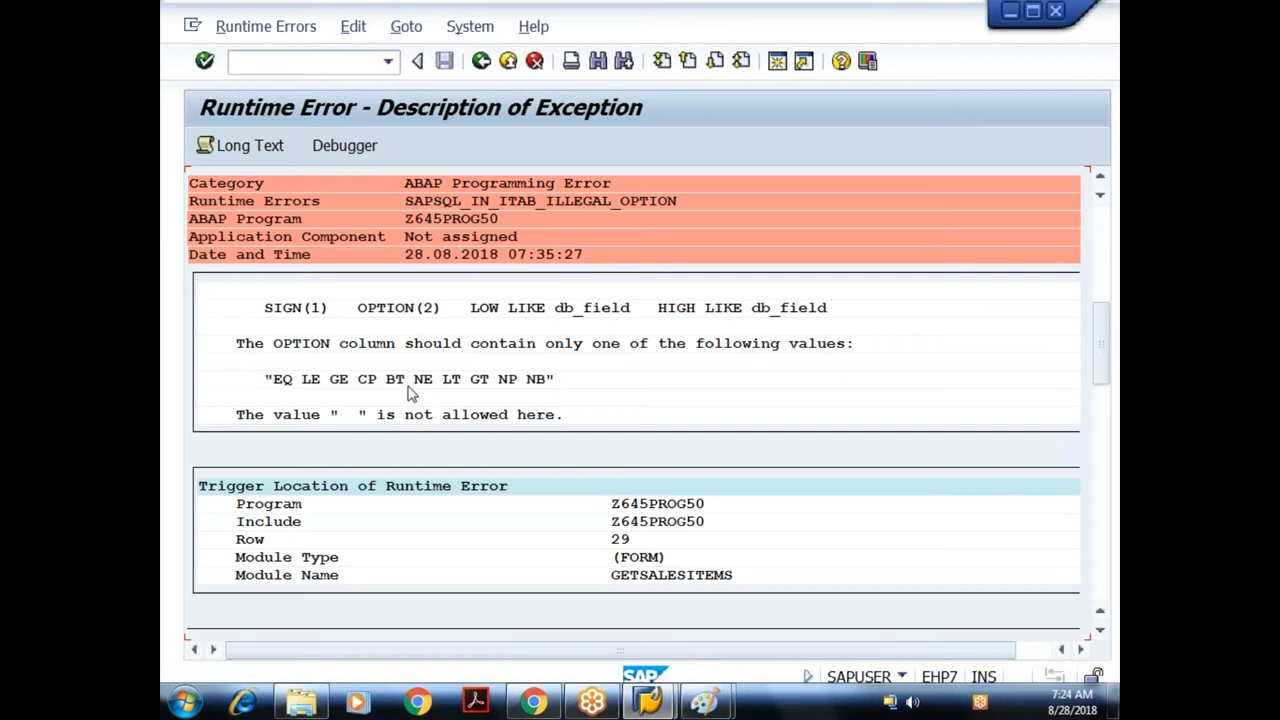 Runtime Errors Edit Goto System Help
Runtime Error - Description of Exception
Long Text Debugger
Category ABAP Programming Error
Runtime Errors SAPSQL_IN_ITAB_ILLEGAL_OPTION
ABAP Program Z645PROG50
Application Component Not assigned
Date and Time 28.08.2018 07:35:27
SIGN(1) OPTION(2) LOW LIKE db_field HIGH LIKE db_field
The OPTION column should contain only one of the following values:
"EQ LE GE CP BT NE LT GT NP NB"
The value " " is not allowed here.
Trigger Location of Runtime Error
Program Z645PROG50
Include Z645PROG50
Row 29
Module Type (FORM)
Module Name GETSALESITEMS
SAP SAPUSER EHP7 INS
7:24 AM
8/28/2018